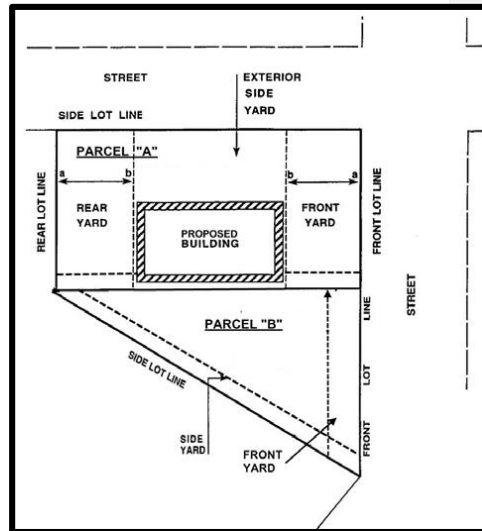 STREET
EXTERIOR
SIDE
YARD
SIDE LOT LINE
PARCEL "A"
a b
b a
REAR LOT LINE
REAR
YARD
PROPOSED
BUILDING
FRONT
YARD
FRONT LOT LINE
STREET
PARCEL "B"
SIDE LOT LINE
SIDE
YARD
FRONT
YARD
FRONT LOT LINE